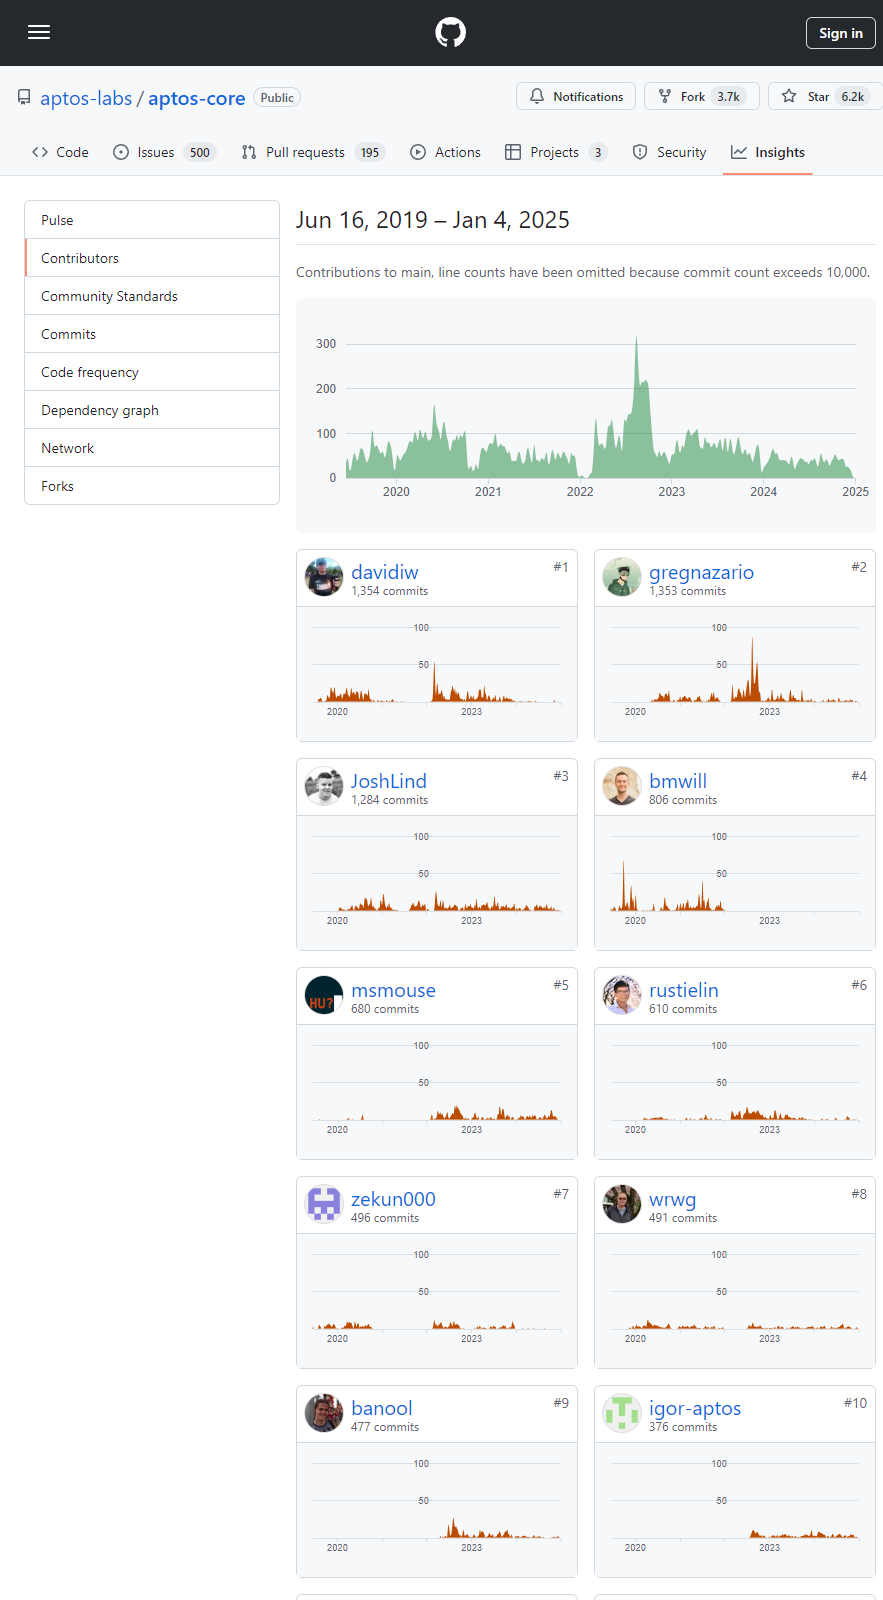 Sign in
aptos-labs / aptos-core Public
Notifications Fork 3.7k Star 6.2k
Code Issues 500 Pull requests 195 Actions Projects 3 Security Insights
Pulse
Contributors
Community Standards
Commits
Code frequency
Dependency graph
Network
Forks
Jun 16, 2019 – Jan 4, 2025
Contributions to main, line counts have been omitted because commit count exceeds 10,000.
300
200
100
0
2020 2021 2022 2023 2024 2025
davidiw #1
1,354 commits
100
50
2020 2023
gregnazario #2
1,353 commits
100
50
2020 2023
JoshLind #3
1,284 commits
100
50
2020 2023
bmwill #4
806 commits
100
50
2020 2023
HU?
msmouse #5
680 commits
100
50
2020 2023
rustielin #6
610 commits
100
50
2020 2023
zekun000 #7
496 commits
100
50
2020 2023
wrwg #8
491 commits
100
50
2020 2023
banool #9
477 commits
100
50
2020 2023
igor-aptos #10
376 commits
100
50
2020 2023